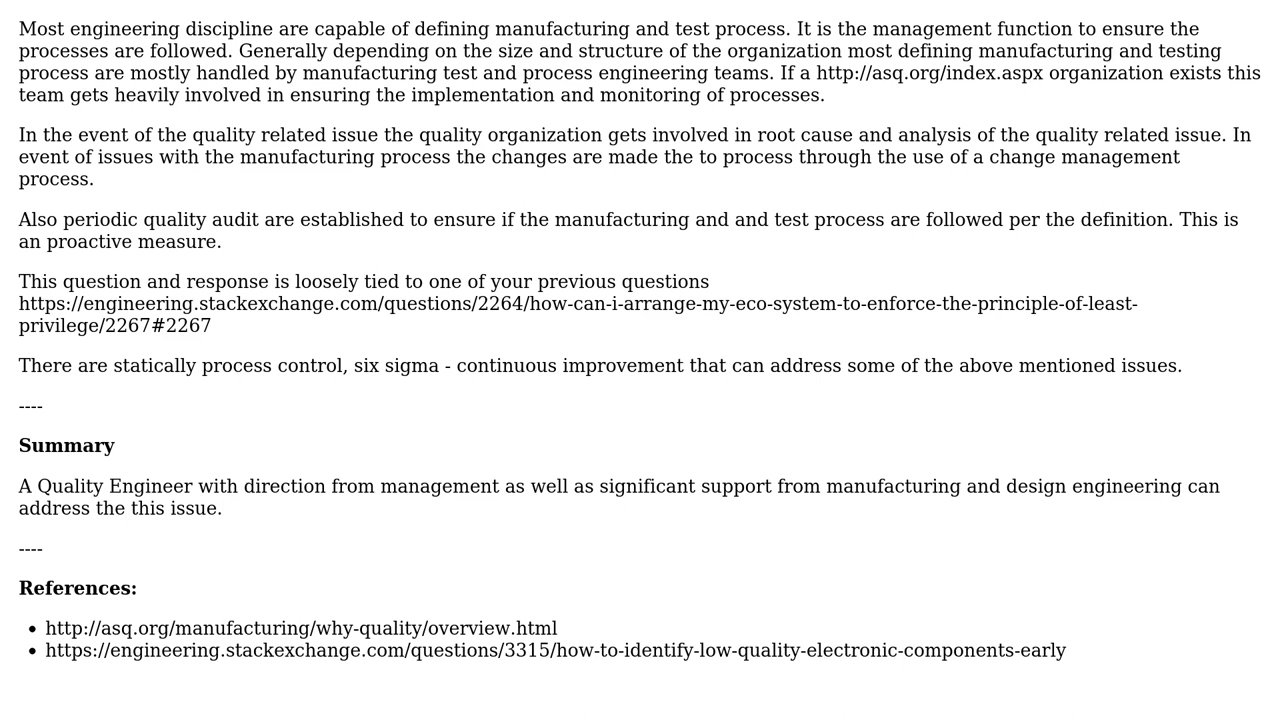 Most engineering discipline are capable of defining manufacturing and test process. It is the management function to ensure the
processes are followed. Generally depending on the size and structure of the organization most defining manufacturing and testing
process are mostly handled by manufacturing test and process engineering teams. If a http://asq.org/index.aspx organization exists this
team gets heavily involved in ensuring the implementation and monitoring of processes.
In the event of the quality related issue the quality organization gets involved in root cause and analysis of the quality related issue. In
event of issues with the manufacturing process the changes are made the to process through the use of a change management
process.
Also periodic quality audit are established to ensure if the manufacturing and and test process are followed per the definition. This is
an proactive measure.
This question and response is loosely tied to one of your previous questions
https://engineering.stackexchange.com/questions/2264/how-can-i-arrange-my-eco-system-to-enforce-the-principle-of-least-
privilege/2267#2267
There are statically process control, six sigma - continuous improvement that can address some of the above mentioned issues.
----
Summary
A Quality Engineer with direction from management as well as significant support from manufacturing and design engineering can
address the this issue.
----
References:
• http://asq.org/manufacturing/why-quality/overview.html
• https://engineering.stackexchange.com/questions/3315/how-to-identify-low-quality-electronic-components-early